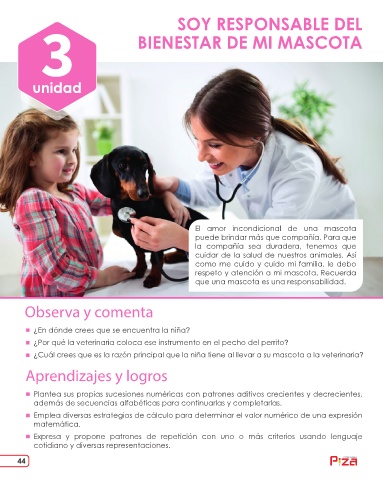 3
unidad
SOY RESPONSABLE DEL
BIENESTAR DE MI MASCOTA
El amor incondicional de una mascota
puede brindar más que compañía. Para que
la compañía sea duradera, tenemos que
cuidar de la salud de nuestros animales. Así
como me cuido y cuido mi familia, le debo
respeto y atención a mi mascota. Recuerda
que una mascota es una responsabilidad.
Observa y comenta
¿En dónde crees que se encuentra la niña?
¿Por qué la veterinaria coloca ese instrumento en el pecho del perrito?
¿Cuál crees que es la razón principal que la niña tiene al llevar a su mascota a la veterinaria?
Aprendizajes y logros
Plantea sus propias sucesiones numéricas con patrones aditivos crecientes y decrecientes,
además de secuencias alfabéticas para continuarlas y completarlas.
Emplea diversas estrategias de cálculo para determinar el valor numérico de una expresión
matemática.
Expresa y propone patrones de repetición con uno o más criterios usando lenguaje
cotidiano y diversas representaciones.
44